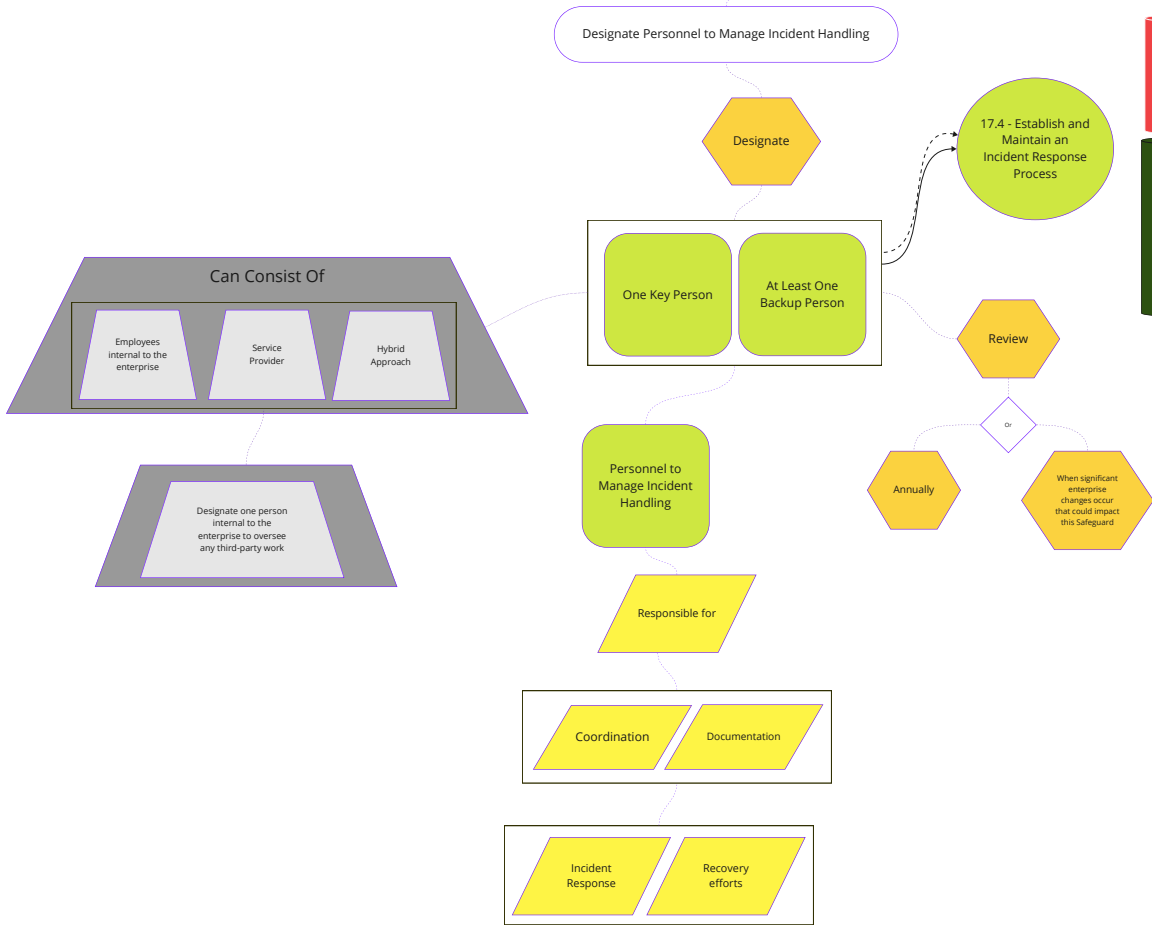 Designate Personnel to Manage Incident Handling
Designate
17.4 - Establish and
Maintain an
Incident Response
Process
One Key Person
At Least One
Backup Person
Can Consist Of
Employees
internal to the
enterprise
Service
Provider
Hybrid
Approach
Designate one person
internal to the
enterprise to oversee
any third-party work
Review
Or
Annually
When significant
enterprise
changes occur
that could impact
this Safeguard
Personnel to
Manage Incident
Handling
Responsible for
Coordination
Documentation
Incident
Response
Recovery
efforts